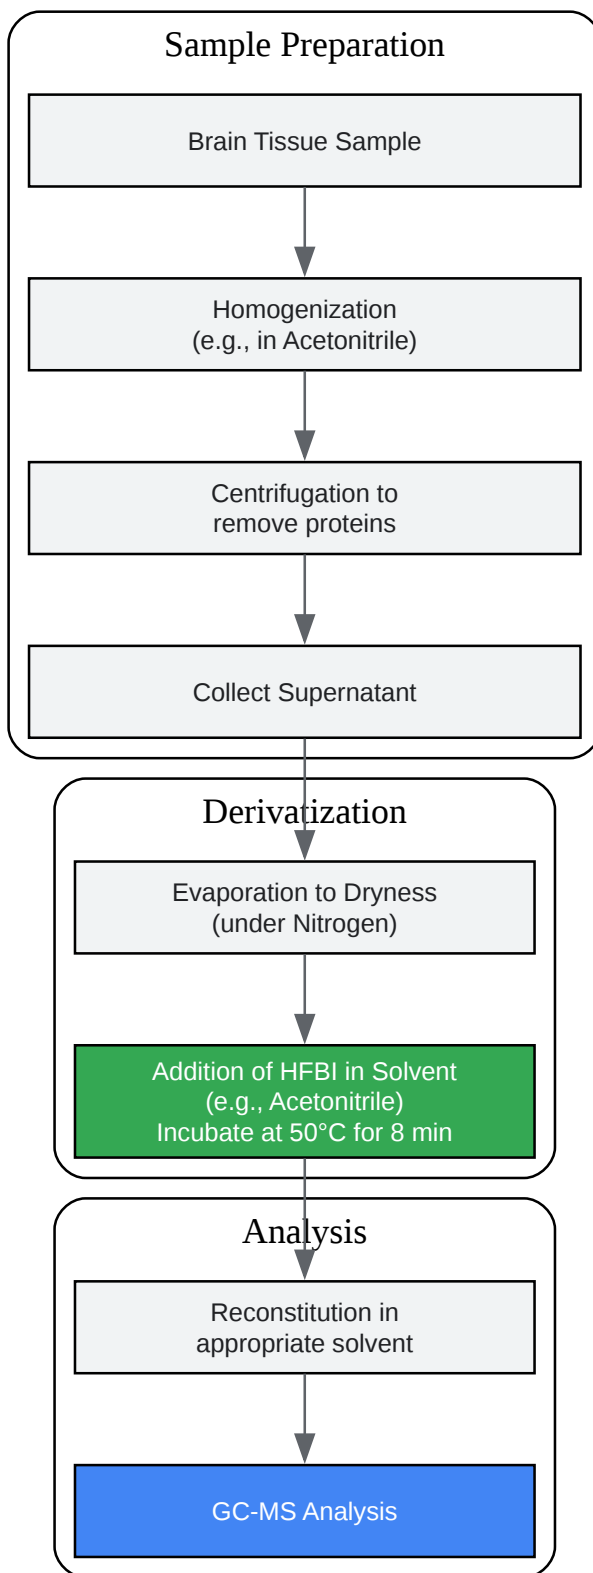 Sample Preparation
Brain Tissue Sample
Homogenization
(e.g., in Acetonitrile)
Centrifugation to
remove proteins
Collect Supernatant
Derivatization
Evaporation to Dryness
(under Nitrogen)
Addition of HFBI in Solvent
(e.g., Acetonitrile)
Incubate at 50°C for 8 min
Analysis
Reconstitution in
appropriate solvent
GC-MS Analysis